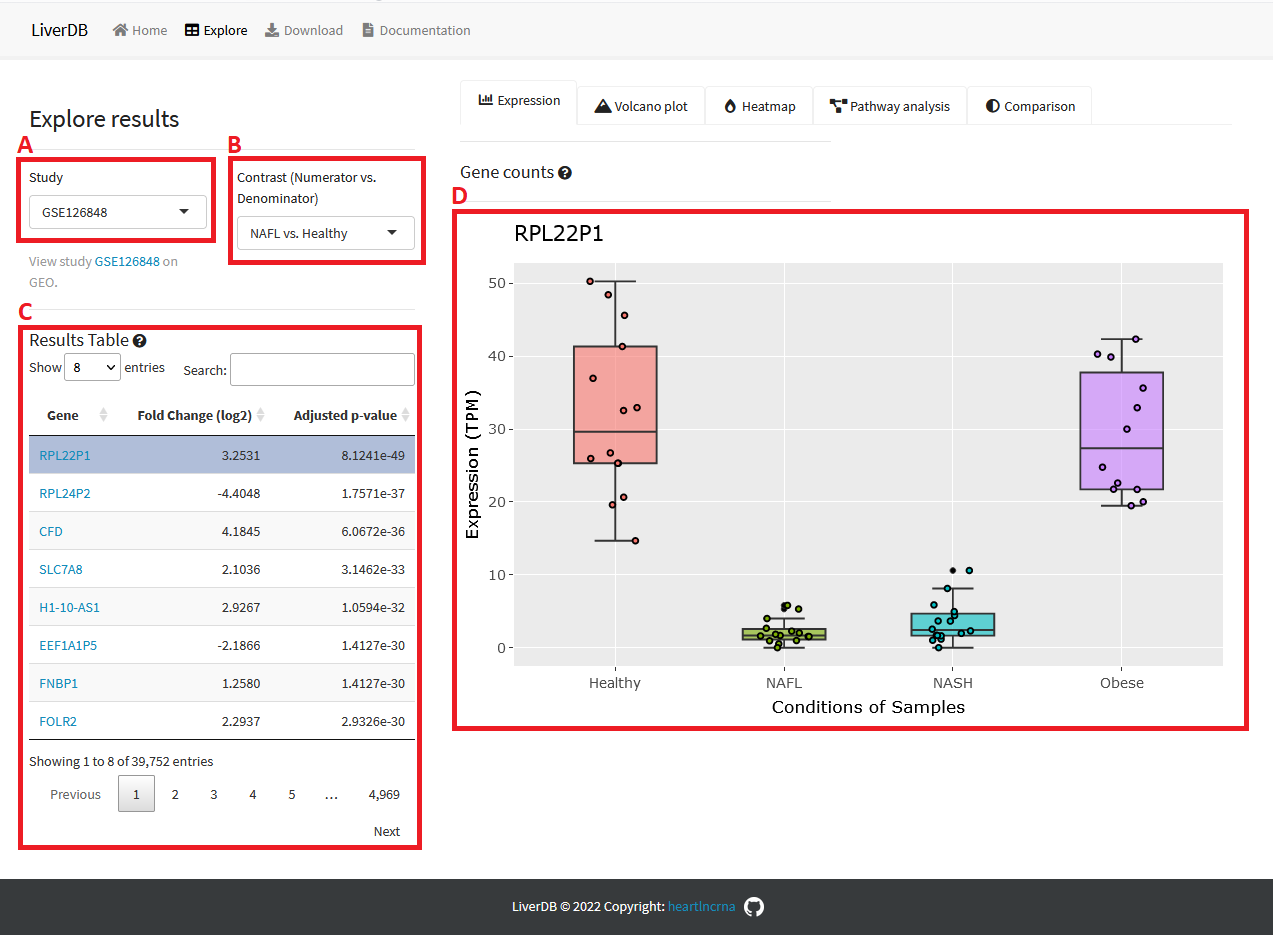 LiverDB Home Explore Download Documentation
Explore results
A
Study
GSE126848
View study GSE126848 on
GEO.
B
Contrast (Numerator vs.
Denominator)
NAFL vs. Healthy
C
Results Table ?
Show 8 entries Search:
Gene Fold Change (log2) Adjusted p-value
RPL22P1 3.2531 8.1241e-49
RPL24P2 -4.4048 1.7571e-37
CFD 4.1845 6.0672e-36
SLC7A8 2.1036 3.1462e-33
H1-10-AS1 2.9267 1.0594e-32
EEF1A1P5 -2.1866 1.4127e-30
FNBP1 1.2580 1.4127e-30
FOLR2 2.2937 2.9326e-30
Showing 1 to 8 of 39,752 entries
Previous 1 2 3 4 5 … 4,969
Next
Expression Volcano plot Heatmap Pathway analysis Comparison
Gene counts ?
D
RPL22P1
Expression (TPM)
50
40
30
20
10
0
Healthy NAFL NASH Obese
Conditions of Samples
LiverDB © 2022 Copyright: heartlncrna